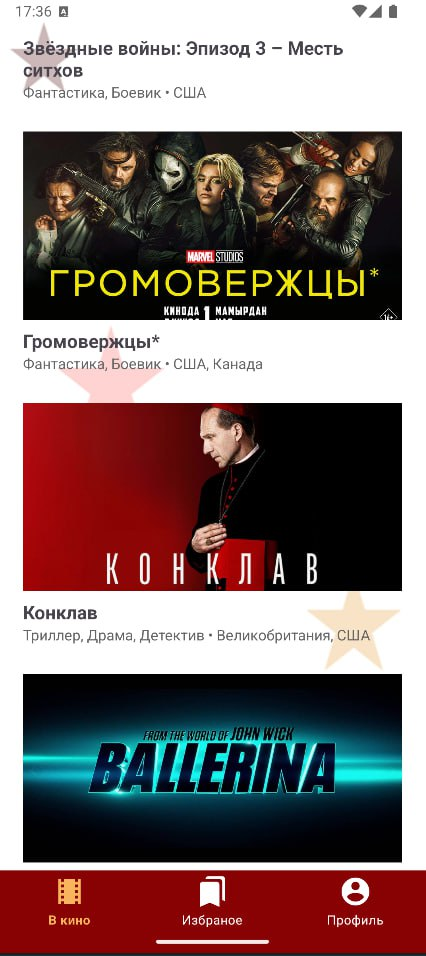 17:36 A
Звёздные войны: Эпизод 3 – Месть
ситхов
Фантастика, Боевик • США
MARVEL STUDIOS
ГРОМОВЕРЖЦЫ*
КИНОДА 1 МАМЫРДАН
16+
Громовержцы*
Фантастика, Боевик • США, Канада
КОНКЛАВ
Конклав
Триллер, Драма, Детектив • Великобритания, США
FROM THE WORLD OF JOHN WICK
BALLERINA
В кино
Избраное
Профиль